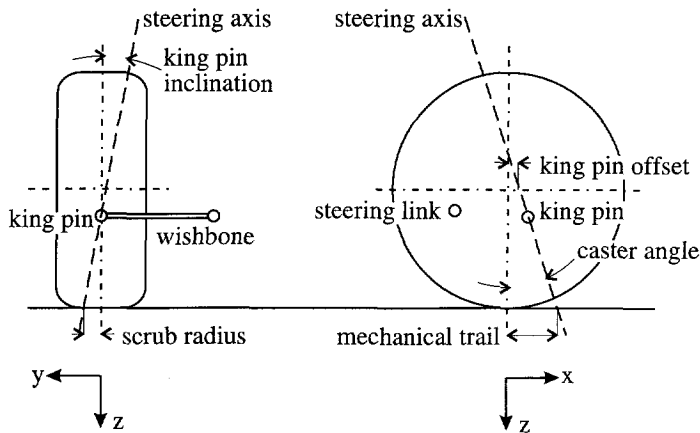 steering axis
king pin
inclination
king pin
wishbone
scrub radius
y
z
steering axis
king pin offset
steering link
king pin
caster angle
mechanical trail
x
z